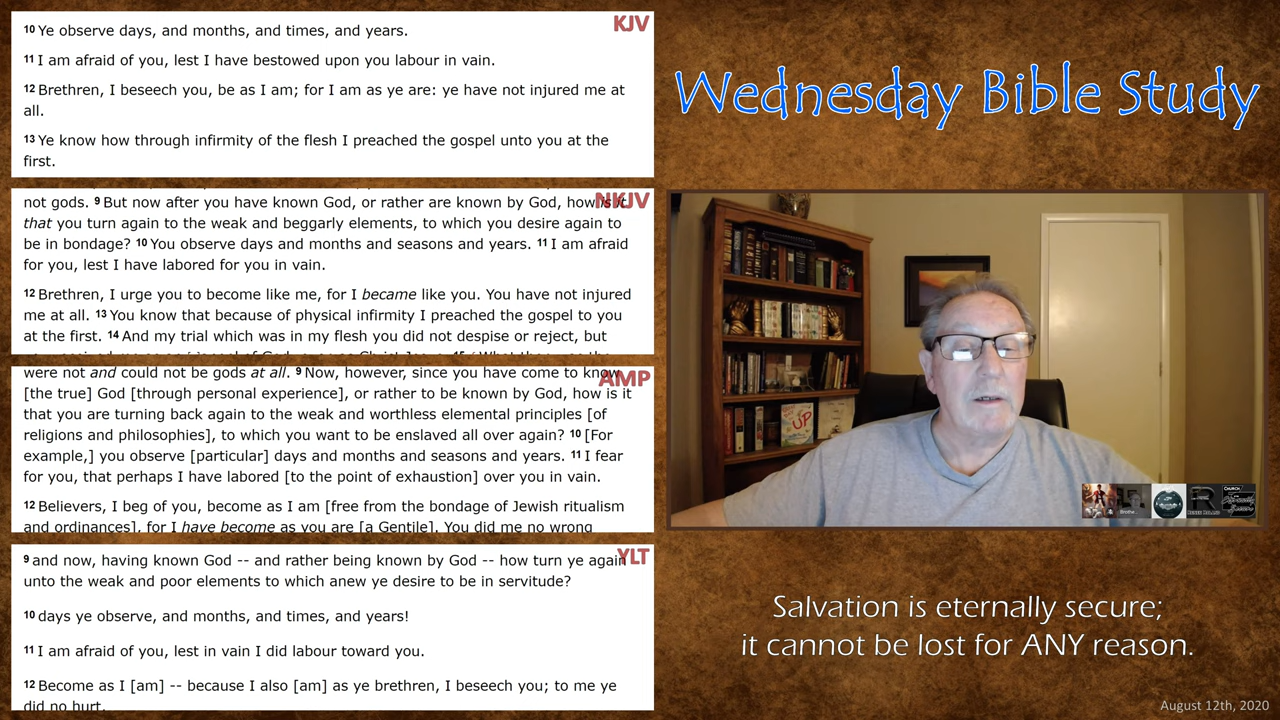 KJV
10 Ye observe days, and months, and times, and years.
11 I am afraid of you, lest I have bestowed upon you labour in vain.
12 Brethren, I beseech you, be as I am; for I am as ye are: ye have not injured me at
all.
13 Ye know how through infirmity of the flesh I preached the gospel unto you at the
first.
NKJV
not gods. 9 But now after you have known God, or rather are known by God, how is it
that you turn again to the weak and beggarly elements, to which you desire again to
be in bondage? 10 You observe days and months and seasons and years. 11 I am afraid
for you, lest I have labored for you in vain.
12 Brethren, I urge you to become like me, for I became like you. You have not injured
me at all. 13 You know that because of physical infirmity I preached the gospel to you
at the first. 14 And my trial which was in my flesh you did not despise or reject, but
AMP
were not and could not be gods at all. 9 Now, however, since you have come to know
[the true] God [through personal experience], or rather to be known by God, how is it
that you are turning back again to the weak and worthless elemental principles [of
religions and philosophies], to which you want to be enslaved all over again? 10 [For
example,] you observe [particular] days and months and seasons and years. 11 I fear
for you, that perhaps I have labored [to the point of exhaustion] over you in vain.
12 Believers, I beg of you, become as I am [free from the bondage of Jewish ritualism
and ordinances], for I have become as you are [a Gentile]. You did me no wrong
YLT
9 and now, having known God -- and rather being known by God -- how turn ye again
unto the weak and poor elements to which anew ye desire to be in servitude?
10 days ye observe, and months, and times, and years!
11 I am afraid of you, lest in vain I did labour toward you.
12 Become as I [am] -- because I also [am] as ye brethren, I beseech you; to me ye
did no hurt.
Wednesday Bible Study
UP
Brothe...
CHURCH
Salvation is eternally secure;
it cannot be lost for ANY reason.
August 12th, 2020